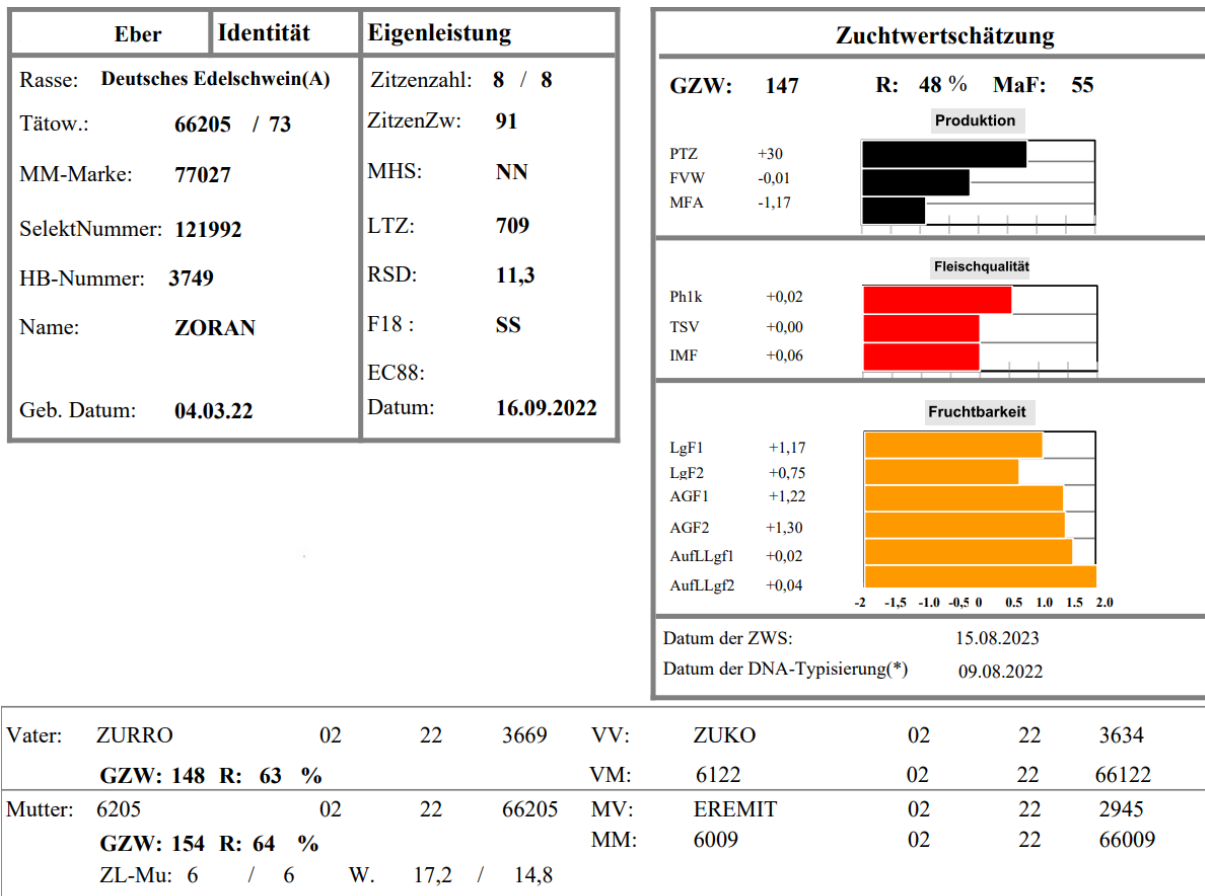 Eber Identität Eigenleistung
Rasse: Deutsches Edelschwein(A) Zitzenzahl: 8 / 8
Tätow.: 66205 / 73 ZitzenZw: 91
MM-Marke: 77027 MHS: NN
SelektNummer: 121992 LTZ: 709
HB-Nummer: 3749 RSD: 11,3
Name: ZORAN F18 : SS
EC88:
Geb. Datum: 04.03.22 Datum: 16.09.2022
Zuchtwertschätzung
GZW: 147 R: 48 % MaF: 55
Produktion
PTZ +30
FVW -0,01
MFA -1,17
Fleischqualität
Ph1k +0,02
TSV +0,00
IMF +0,06
Fruchtbarkeit
LgF1 +1,17
LgF2 +0,75
AGF1 +1,22
AGF2 +1,30
AufLLgf1 +0,02
AufLLgf2 +0,04
-2 -1,5 -1.0 -0,5 0 0.5 1.0 1.5 2.0
Datum der ZWS: 15.08.2023
Datum der DNA-Typisierung(*) 09.08.2022
Vater: ZURRO 02 22 3669 VV: ZUKO 02 22 3634
GZW: 148 R: 63 % VM: 6122 02 22 66122
Mutter: 6205 02 22 66205 MV: EREMIT 02 22 2945
GZW: 154 R: 64 % MM: 6009 02 22 66009
ZL-Mu: 6 / 6 W. 17,2 / 14,8